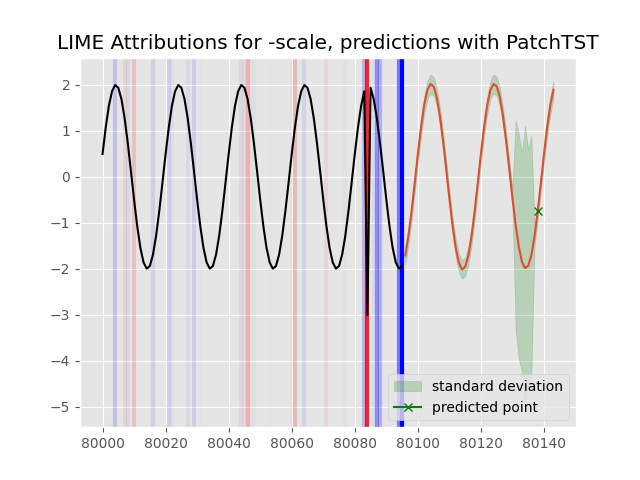 LIME Attributions for -scale, predictions with PatchTST
2
1
0
−1
−2
−3
−4
−5
standard deviation
predicted point
80000 80020 80040 80060 80080 80100 80120 80140